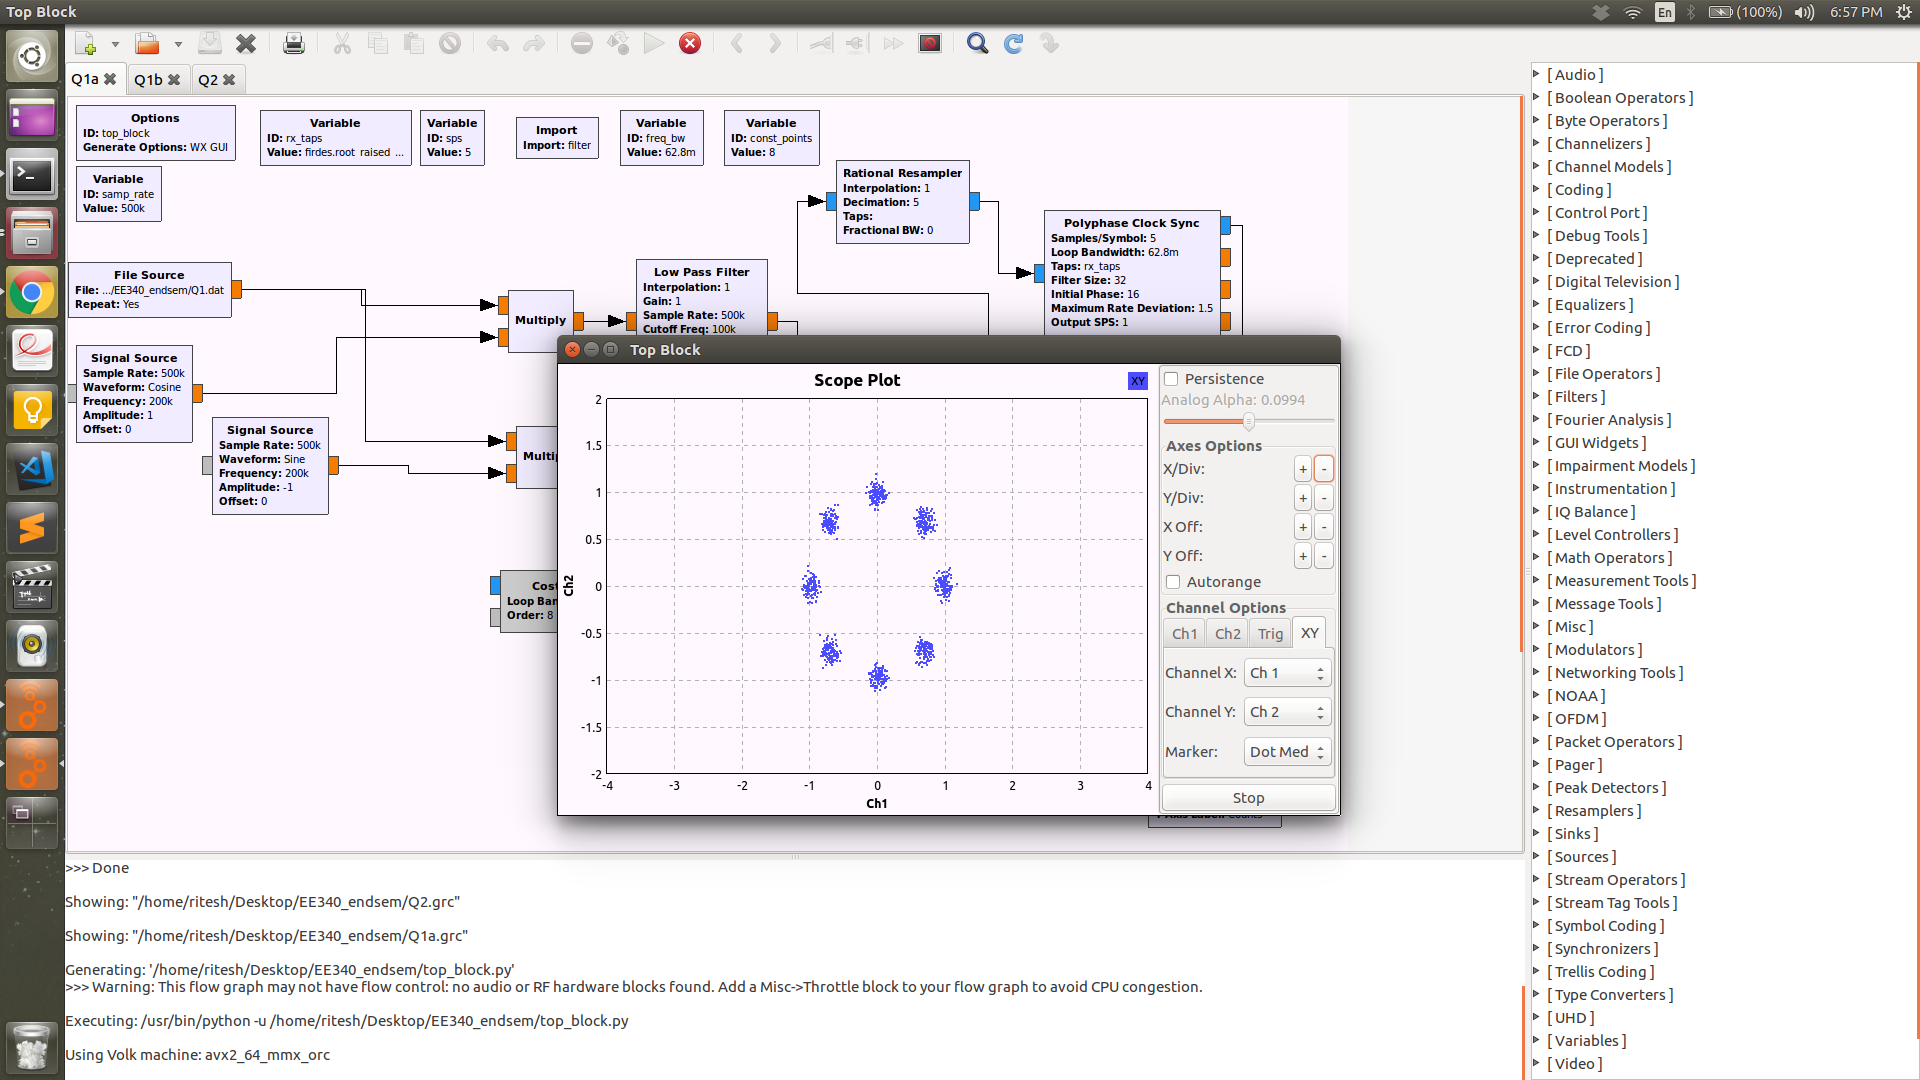 Top Block
En
(100%)
6:57 PM
Q1a
Q1b
Q2
Options
ID: top_block
Generate Options: WX GUI
Variable
ID: rx_taps
Value: firdes.root_raised ...
Variable
ID: sps
Value: 5
Import
Import: filter
Variable
ID: freq_bw
Value: 62.8m
Variable
ID: const_points
Value: 8
Variable
ID: samp_rate
Value: 500k
Rational Resampler
Interpolation: 1
Decimation: 5
Taps:
Fractional BW: 0
Polyphase Clock Sync
Samples/Symbol: 5
Loop Bandwidth: 62.8m
Taps: rx_taps
Filter Size: 32
Initial Phase: 16
Maximum Rate Deviation: 1.5
Output SPS: 1
File Source
File: .../EE340_endsem/Q1.dat
Repeat: Yes
Multiply
Low Pass Filter
Interpolation: 1
Gain: 1
Sample Rate: 500k
Cutoff Freq: 100k
Signal Source
Sample Rate: 500k
Waveform: Cosine
Frequency: 200k
Amplitude: 1
Offset: 0
Signal Source
Sample Rate: 500k
Waveform: Sine
Frequency: 200k
Amplitude: -1
Offset: 0
Multip
Cost
Loop Ban
Order: 8
Top Block
Scope Plot
XY
2
1.5
1
0.5
0
-0.5
-1
-1.5
-2
Ch2
-4
-3
-2
-1
0
1
2
3
4
Ch1
Persistence
Analog Alpha: 0.0994
Axes Options
X/Div:
+
-
Y/Div:
+
-
X Off:
+
-
Y Off:
+
-
Autorange
Channel Options
Ch1
Ch2
Trig
XY
Channel X:
Ch 1
Channel Y:
Ch 2
Marker:
Dot Med
Stop
>>> Done
Showing: "/home/ritesh/Desktop/EE340_endsem/Q2.grc"
Showing: "/home/ritesh/Desktop/EE340_endsem/Q1a.grc"
Generating: '/home/ritesh/Desktop/EE340_endsem/top_block.py'
>>> Warning: This flow graph may not have flow control: no audio or RF hardware blocks found. Add a Misc->Throttle block to your flow graph to avoid CPU congestion.
Executing: /usr/bin/python -u /home/ritesh/Desktop/EE340_endsem/top_block.py
Using Volk machine: avx2_64_mmx_orc
[ Audio ]
[ Boolean Operators ]
[ Byte Operators ]
[ Channelizers ]
[ Channel Models ]
[ Coding ]
[ Control Port ]
[ Debug Tools ]
[ Deprecated ]
[ Digital Television ]
[ Equalizers ]
[ Error Coding ]
[ FCD ]
[ File Operators ]
[ Filters ]
[ Fourier Analysis ]
[ GUI Widgets ]
[ Impairment Models ]
[ Instrumentation ]
[ IQ Balance ]
[ Level Controllers ]
[ Math Operators ]
[ Measurement Tools ]
[ Message Tools ]
[ Misc ]
[ Modulators ]
[ Networking Tools ]
[ NOAA ]
[ OFDM ]
[ Packet Operators ]
[ Pager ]
[ Peak Detectors ]
[ Resamplers ]
[ Sinks ]
[ Sources ]
[ Stream Operators ]
[ Stream Tag Tools ]
[ Symbol Coding ]
[ Synchronizers ]
[ Trellis Coding ]
[ Type Converters ]
[ UHD ]
[ Variables ]
[ Video ]